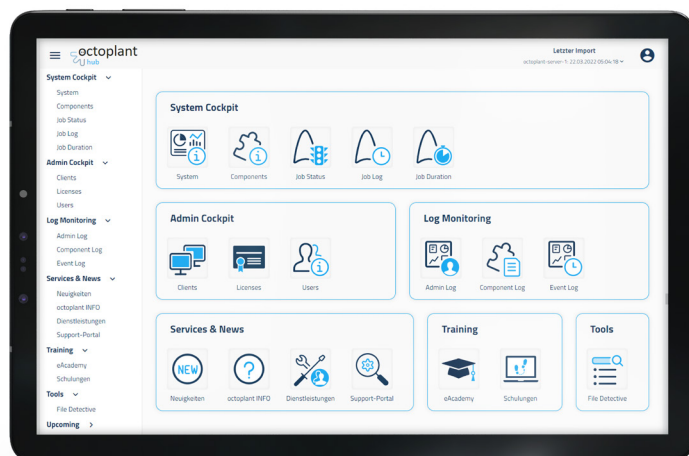 octoplant
hub
Letzter Import
octoplant-server-1: 22.03.2022 09:04:18
System Cockpit
System
Components
Job Status
Job Log
Job Duration
Admin Cockpit
Clients
Licenses
Users
Log Monitoring
Admin Log
Component Log
Event Log
Services & News
Neuigkeiten
octoplant INFO
Dienstleistungen
Support-Portal
Training
eAcademy
Schulungen
Tools
File Detective
Upcoming
System Cockpit
System
Components
Job Status
Job Log
Job Duration
Admin Cockpit
Clients
Licenses
Users
Log Monitoring
Admin Log
Component Log
Event Log
Services & News
NEW
Neuigkeiten
octoplant INFO
Dienstleistungen
Support-Portal
Training
eAcademy
Schulungen
Tools
File Detective